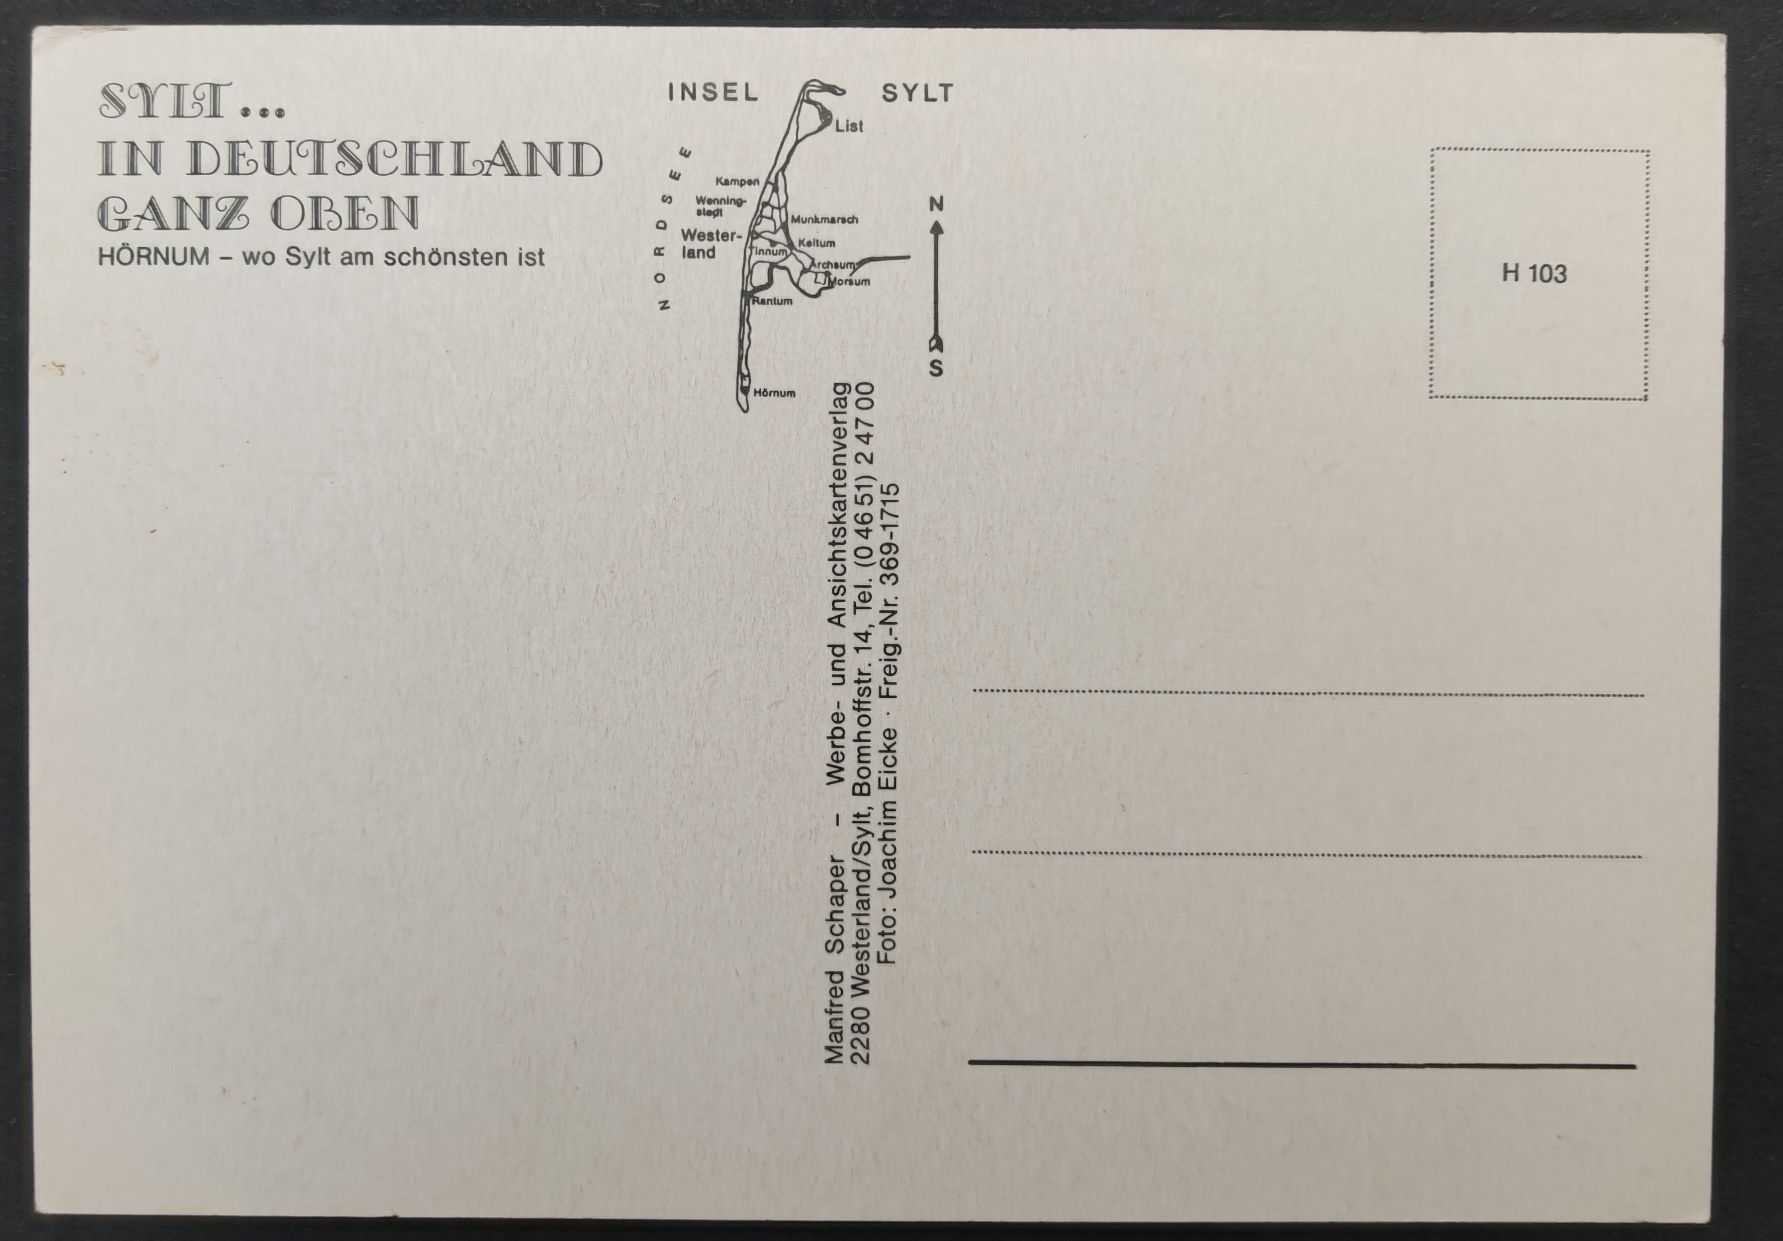 SYLT...
IN DEUTSCHLAND
GANZ OBEN
HÖRNUM – wo Sylt am schönsten ist
INSEL SYLT
List
NORDSEE
Kampen
Wenning-
stedt
Munkmarsch
Wester-
land
Keitum
Tinnum
Archsum
Morsum
Rantum
Hörnum
N
S
H 103
Manfred Schaper – Werbe- und Ansichtskartenverlag
2280 Westerland/Sylt, Bomhoffstr. 14, Tel. (0 46 51) 2 47 00
Foto: Joachim Eicke · Freig.-Nr. 369-1715